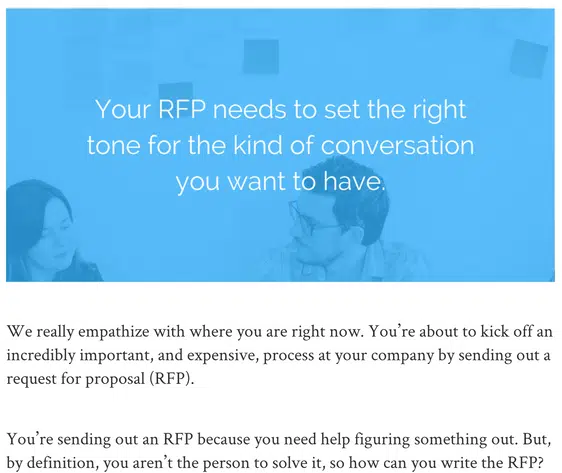 Your RFP needs to set the right
tone for the kind of conversation
you want to have.
We really empathize with where you are right now. You’re about to kick off an
incredibly important, and expensive, process at your company by sending out a
request for proposal (RFP).
You’re sending out an RFP because you need help figuring something out. But,
by definition, you aren’t the person to solve it, so how can you write the RFP?